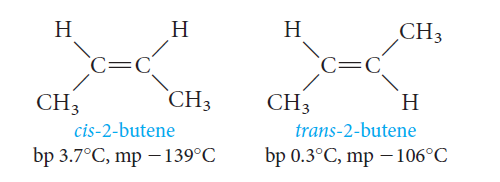 H H H CH3
C=C C=C
CH3 CH3 CH3 H
cis-2-butene trans-2-butene
bp 3.7°C, mp −139°C bp 0.3°C, mp −106°C